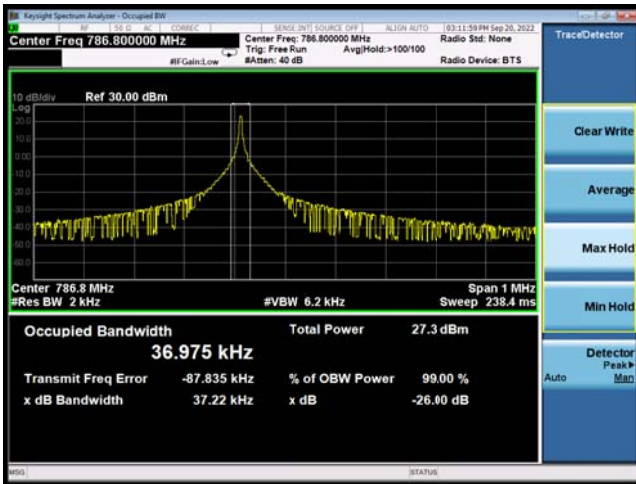 Keysight Spectrum Analyzer - Occupied BW
RF 50 Ω AC CORREC SENSE:INT SOURCE OFF ALIGN AUTO 03:11:59 PM Sep 20, 2022
Center Freq 786.800000 MHz Center Freq: 786.800000 MHz Radio Std: None
Trig: Free Run Avg|Hold:>100/100
#IFGain:Low #Atten: 40 dB Radio Device: BTS
Trace/Detector
10 dB/div Ref 30.00 dBm
Log
20.0
10.0
0.00
-10.0
-20.0
-30.0
-40.0
-50.0
-60.0
Center 786.8 MHz Span 1 MHz
#Res BW 2 kHz #VBW 6.2 kHz Sweep 238.4 ms
Occupied Bandwidth Total Power 27.3 dBm
36.975 kHz
Transmit Freq Error -87.835 kHz % of OBW Power 99.00 %
x dB Bandwidth 37.22 kHz x dB -26.00 dB
Clear Write
Average
Max Hold
Min Hold
Detector
Peak▶
Auto Man
MSG STATUS